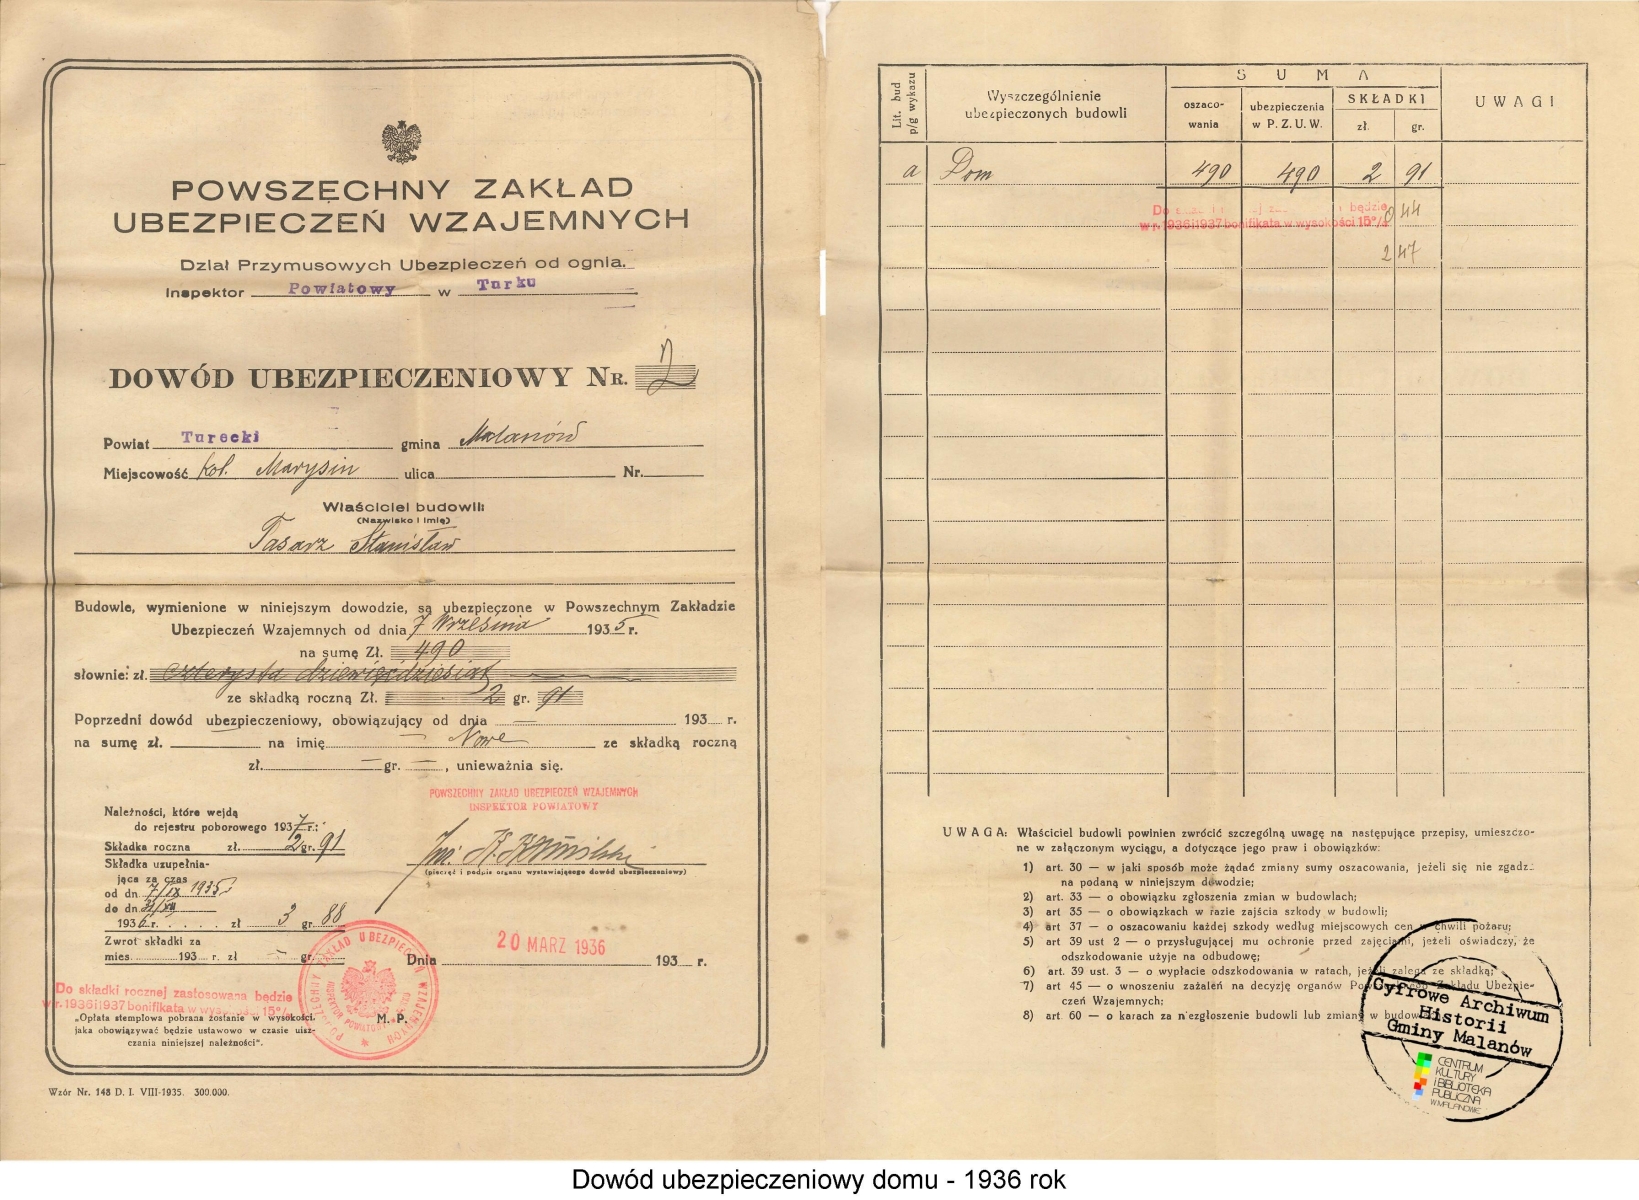 POWSZECHNY ZAKŁAD
UBEZPIECZEŃ WZAJEMNYCH
Dział Przymusowych Ubezpieczeń od ognia.
Inspektor Powiatowy w Turku
DOWÓD UBEZPIECZENIOWY NR. 2
Powiat Turecki gmina Malanów
Miejscowość kol. Marysin ulica Nr.
Właściciel budowli:
(Nazwisko i imię)
Tasarz Stanisław
Budowle, wymienione w niniejszym dowodzie, są ubezpieczone w Powszechnym Zakładzie
Ubezpieczeń Wzajemnych od dnia 7 Września 1935 r.
na sumę Zł. 490
słownie: zł. czterysta dziewięćdziesiąt
ze składką roczną Zł. 2 gr. 91
Poprzedni dowód ubezpieczeniowy, obowiązujący od dnia — 193 r.
na sumę zł. na imię — Nowe ze składką roczną
zł. — gr. —, unieważnia się.
POWSZECHNY ZAKŁAD UBEZPIECZEŃ WZAJEMNYCH
INSPEKTOR POWIATOWY
Należności, które wejdą
do rejestru poborowego 1937 r.:
Składka roczna zł. 2 gr. 91
Składka uzupełnia-
jąca za czas
od dn. 7/IX 1935
do dn. 31/XII
1936 r. . . . . zł 3 gr. 88
(pieczęć i podpis organu wystawiającego dowód ubezpieczeniowy)
Zwrot składki za
mies. 193 r. zł — gr.
Dnia 20 MARZ 1936 193 r.
Do składki rocznej zastosowana będzie
w r. 1936 i 1937 bonifikata w wysokości 15%
„Opłata stemplowa pobrana zostanie w wysokości,
jaka obowiązywać będzie ustawowo w czasie uisz-
czania niniejszej należności".
M. P.
POWSZECHNY ZAKŁAD UBEZPIECZEŃ WZAJEMNYCH
INSPEKTOR POWIATOWY
Wzór Nr. 148 D. I. VIII-1935. 300.000.
Lit. bud p/g wykazu
Wyszczególnienie ubezpieczonych budowli
SUMA
oszaco-wania
ubezpieczenia w P. Z. U. W.
SKŁADKI
zł. gr.
UWAGI
a Dom 490 490 2 91
Do będzie
w r. 1936 i 1937 bonifikata w wysokości 15%
0 44
2 47
UWAGA: Właściciel budowli powinien zwrócić szczególną uwagę na następujące przepisy, umieszczo-
ne w załączonym wyciągu, a dotyczące jego praw i obowiązków:
1) art. 30 — w jaki sposób może żądać zmiany sumy oszacowania, jeżeli się nie zgadza
na podaną w niniejszym dowodzie;
2) art. 33 — o obowiązku zgłoszenia zmian w budowlach;
3) art 35 — o obowiązkach w razie zajścia szkody w budowli;
4) art 37 — o oszacowaniu każdej szkody według miejscowych cen w chwili pożaru;
5) art 39 ust 2 — o przysługującej mu ochronie przed zajęciami, jeżeli oświadczy, że
odszkodowanie użyje na odbudowę;
6) art. 39 ust. 3 — o wypłacie odszkodowania w ratach, jeżeli zalega ze składką;
7) art 45 — o wnoszeniu zażaleń na decyzję organów Powszechnego Zakładu Ubezpie-
czeń Wzajemnych;
8) art. 60 — o karach za niezgłoszenie budowli lub zmiany w budowli
Cyfrowe Archiwum
Historii
Gminy Malanów
CENTRUM
KULTURY
I BIBLIOTEKA
PUBLICZNA
W MALANOWIE
Dowód ubezpieczeniowy domu - 1936 rok